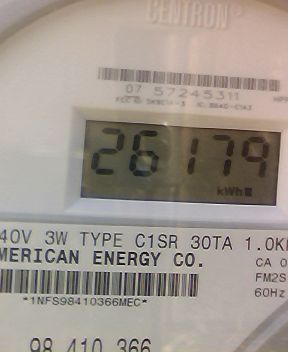 CENTRON®
07 57245311
26179
kWh
40V 3W TYPE C1SR 30TA 1.0K
MERICAN ENERGY CO.
CA 0
FM2S
60Hz
*1NFS98410366MEC*
98 410 366